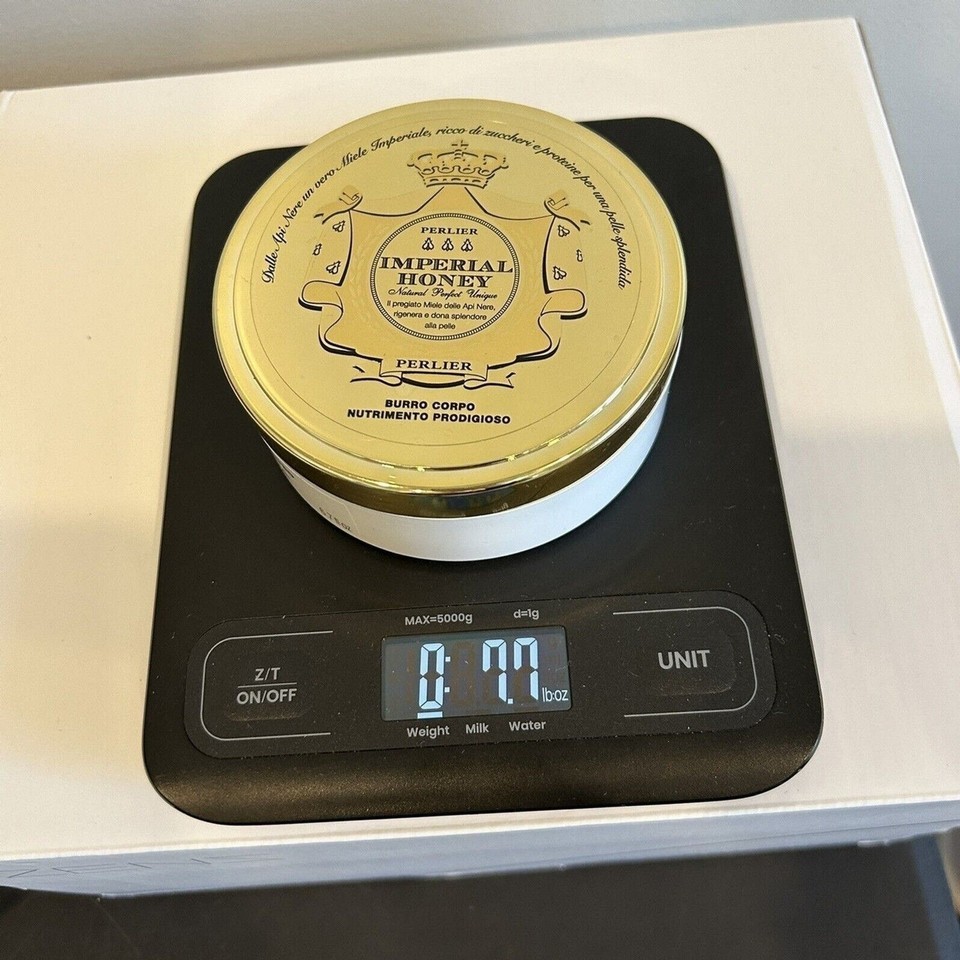 Dalle Api Nere un vero Miele Imperiale, ricco di zuccheri e proteine per una pelle splendida
PERLIER
IMPERIAL
HONEY
Natural Perfect Unique
Il pregiato Miele delle Api Nere,
rigenera e dona splendore
alla pelle
PERLIER
BURRO CORPO
NUTRIMENTO PRODIGIOSO
MAX=5000g d=1g
Z/T
ON/OFF
0: 7.7 lb:oz
UNIT
Weight Milk Water